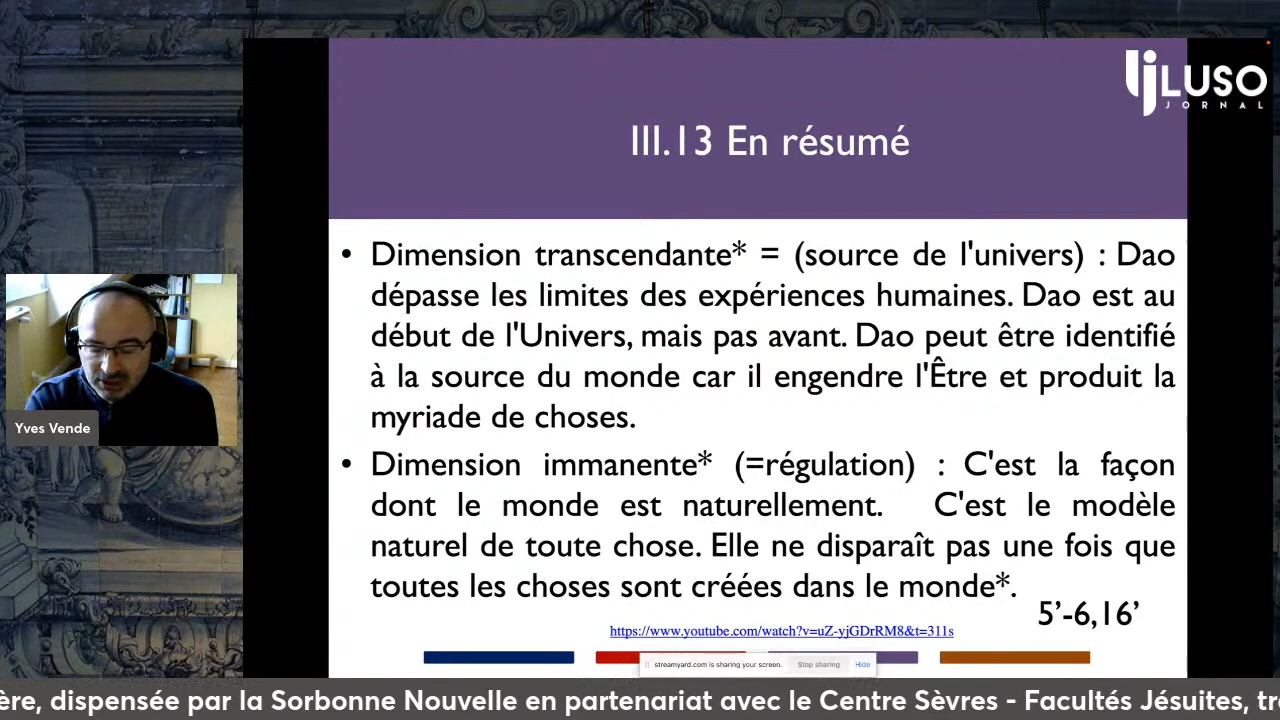 LUSO
JORNAL
III.13 En résumé
• Dimension transcendante* = (source de l'univers) : Dao
dépasse les limites des expériences humaines. Dao est au
début de l'Univers, mais pas avant. Dao peut être identifié
à la source du monde car il engendre l'Être et produit la
myriade de choses.
• Dimension immanente* (=régulation) : C'est la façon
dont le monde est naturellement. C'est le modèle
naturel de toute chose. Elle ne disparaît pas une fois que
toutes les choses sont créées dans le monde*.
5’-6,16’
https://www.youtube.com/watch?v=uZ-yjGDrRM8&t=311s
streamyard.com is sharing your screen. Stop sharing Hide
Yves Vende
ère, dispensée par la Sorbonne Nouvelle en partenariat avec le Centre Sèvres - Facultés Jésuites, tr